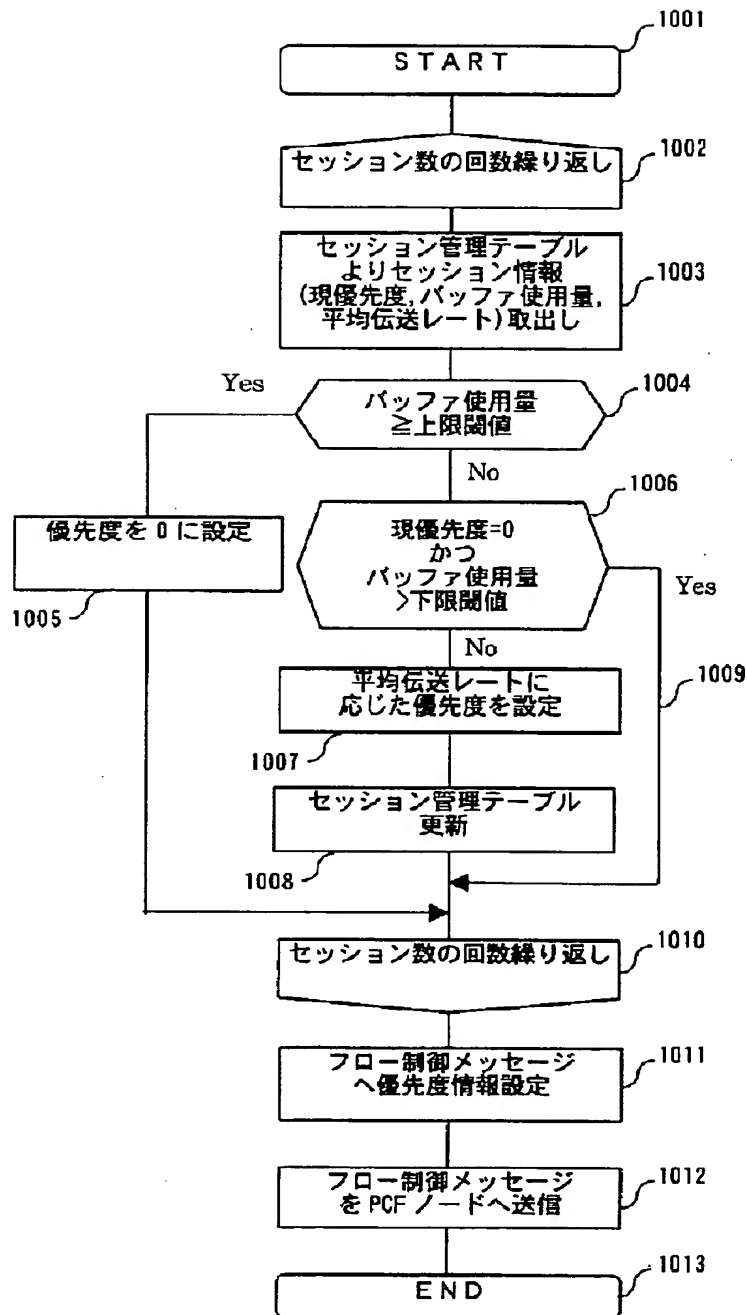 1001
START
セッション数の回数繰り返し
1002
セッション管理テーブル
よりセッション情報
(現優先度,バッファ使用量,
平均伝送レート)取出し
1003
Yes
バッファ使用量
≧上限閾値
1004
No
優先度を0に設定
1005
現優先度=0
かつ
バッファ使用量
>下限閾値
1006
Yes
No
1009
平均伝送レートに
応じた優先度を設定
1007
セッション管理テーブル
更新
1008
セッション数の回数繰り返し
1010
フロー制御メッセージ
へ優先度情報設定
1011
フロー制御メッセージ
をPCFノードへ送信
1012
END
1013